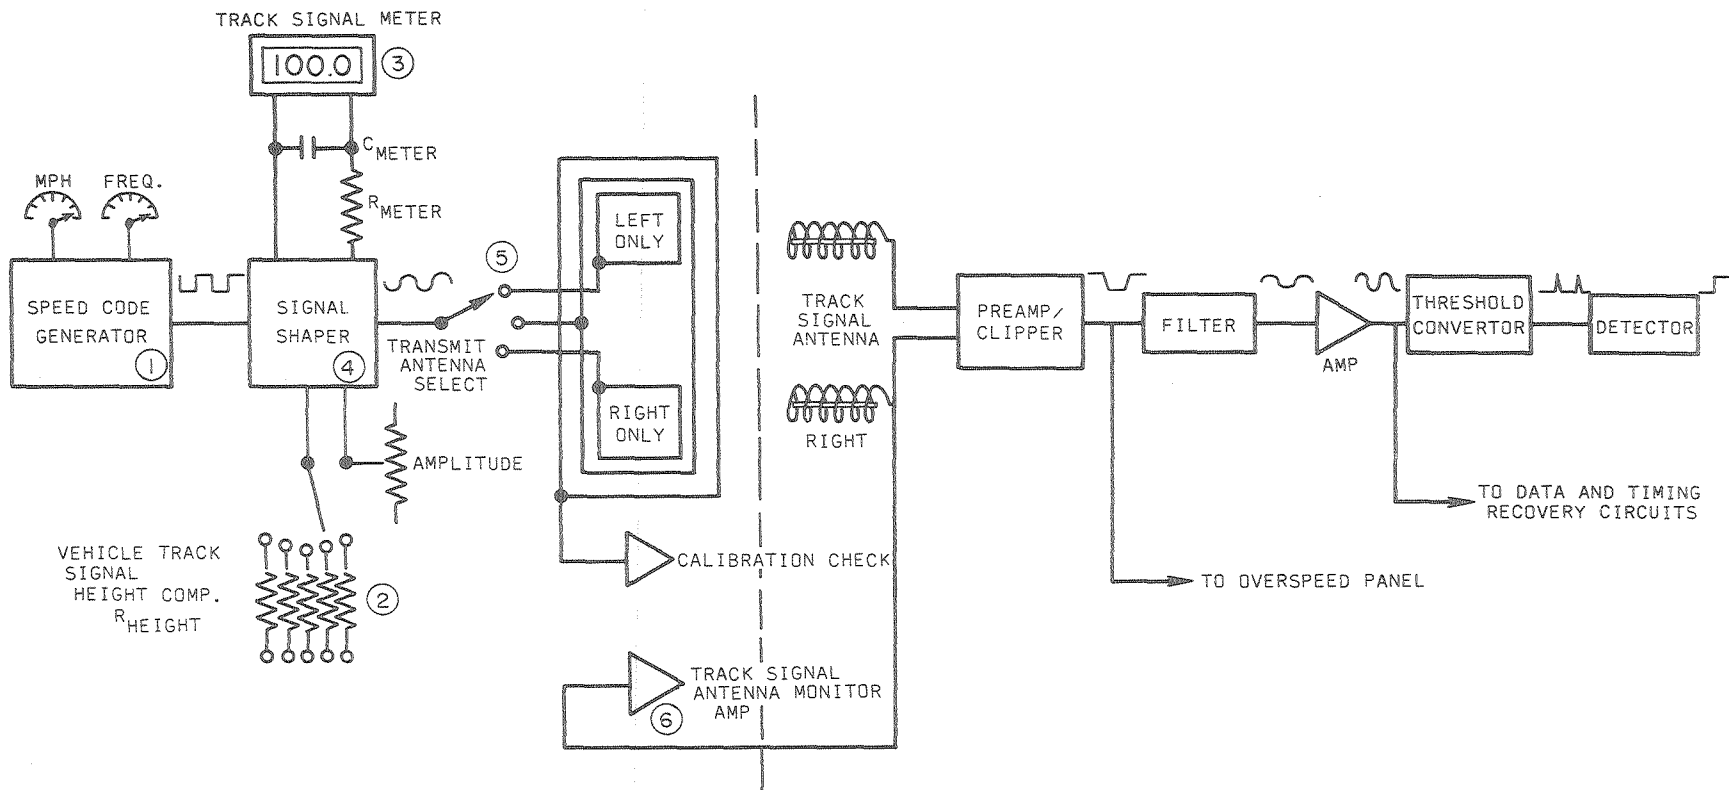 TRACK SIGNAL METER
100.0
3
C METER
R METER
MPH
FREQ.
SPEED CODE
GENERATOR
1
SIGNAL
SHAPER
4
5
TRANSMIT
ANTENNA
SELECT
LEFT
ONLY
RIGHT
ONLY
AMPLITUDE
VEHICLE TRACK
SIGNAL
HEIGHT COMP.
R HEIGHT
2
CALIBRATION CHECK
TRACK SIGNAL
ANTENNA MONITOR
AMP
6
TRACK
SIGNAL
ANTENNA
RIGHT
PREAMP/
CLIPPER
FILTER
AMP
THRESHOLD
CONVERTOR
DETECTOR
TO DATA AND TIMING
RECOVERY CIRCUITS
TO OVERSPEED PANEL